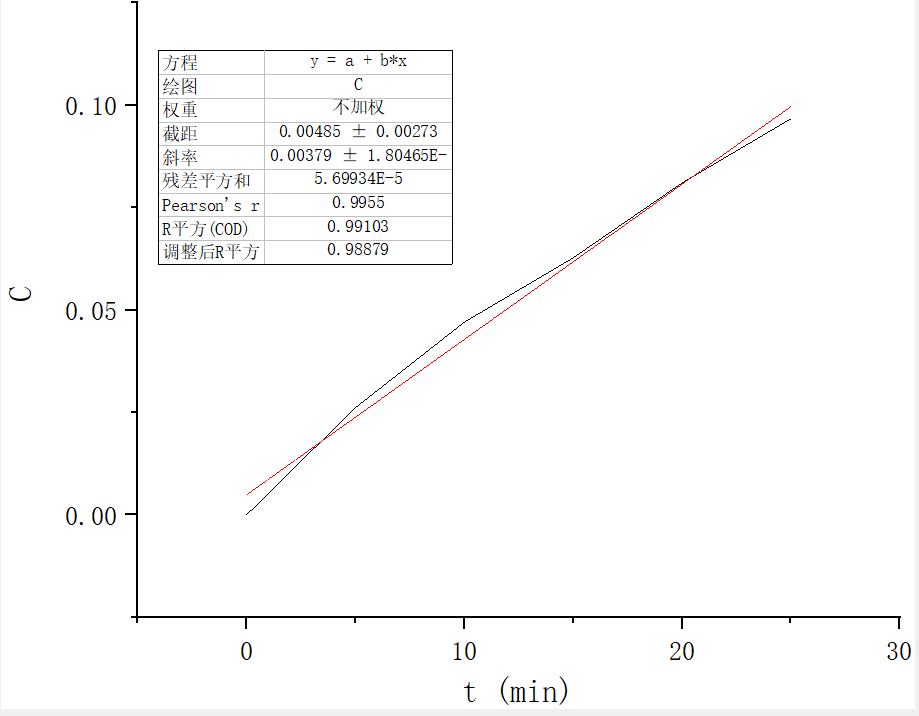 方程 y = a + b*x
绘图 C
权重 不加权
截距 0.00485 ± 0.00273
斜率 0.00379 ± 1.80465E-
残差平方和 5.69934E-5
Pearson's r 0.9955
R平方(COD) 0.99103
调整后R平方 0.98879
0.10
0.05
0.00
C
0 10 20 30
t (min)